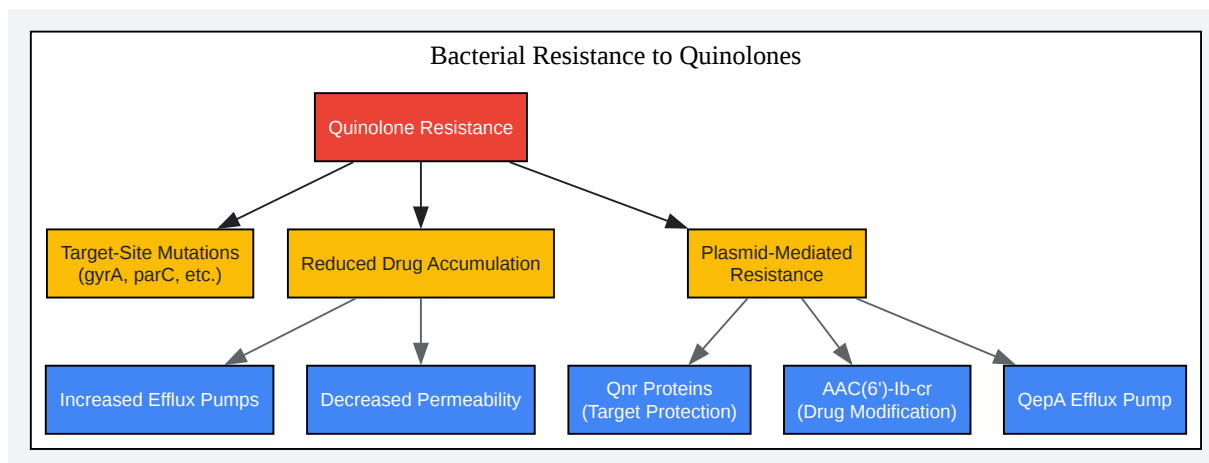 Bacterial Resistance to Quinolones
Quinolone Resistance
Target-Site Mutations
(gyrA, parC, etc.)
Reduced Drug Accumulation
Plasmid-Mediated
Resistance
Increased Efflux Pumps
Decreased Permeability
Qnr Proteins
(Target Protection)
AAC(6')-Ib-cr
(Drug Modification)
QepA Efflux Pump